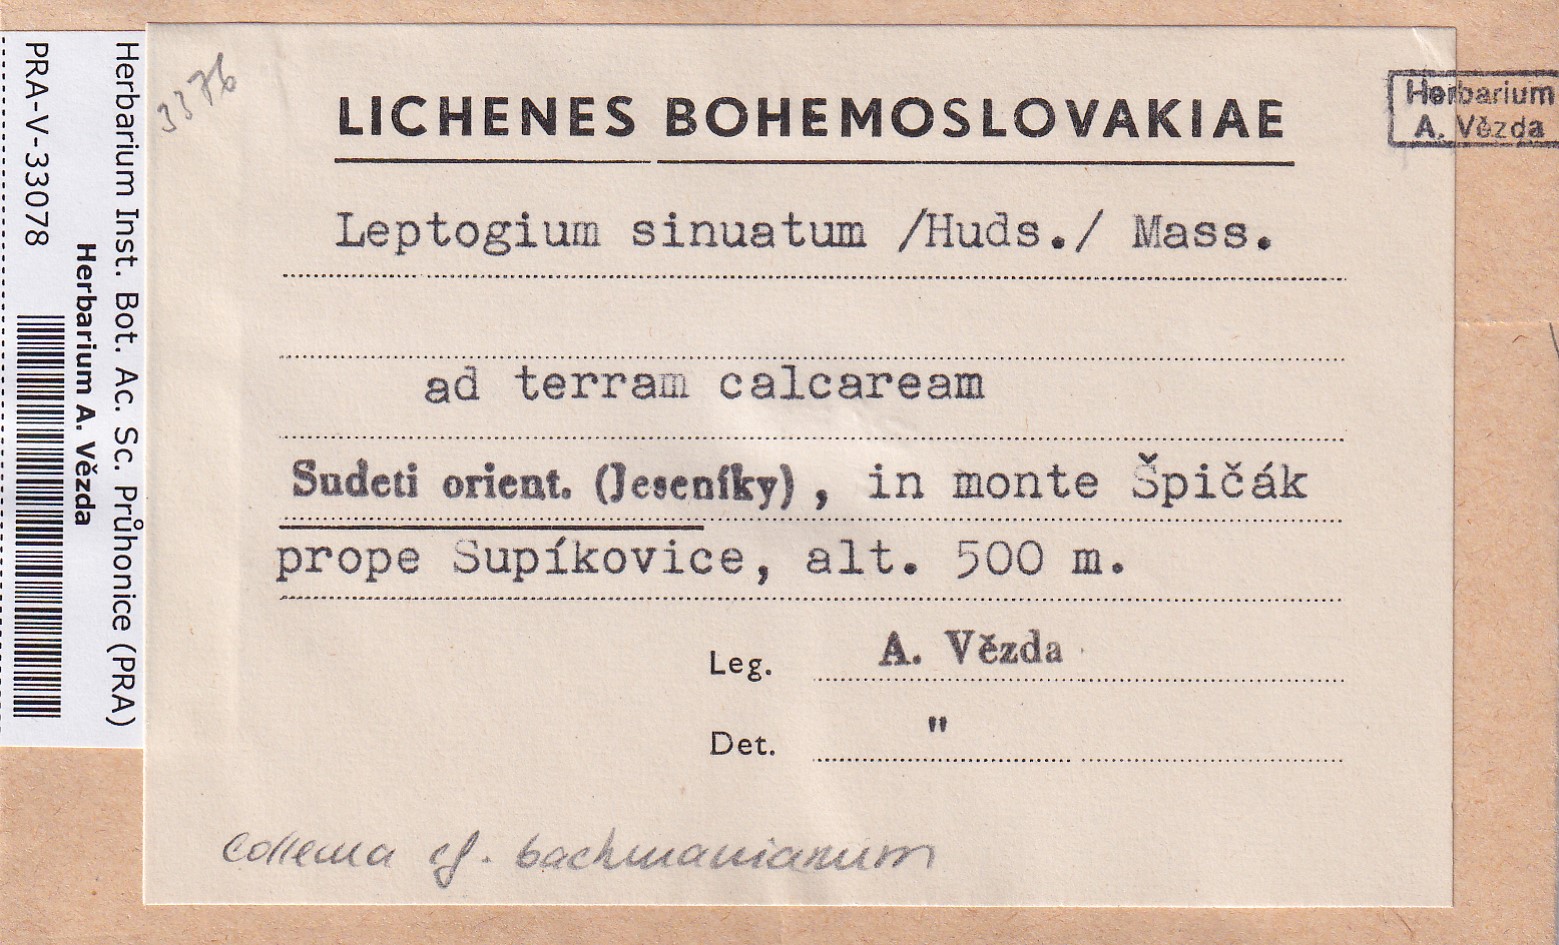 Herbarium Inst. Bot. Ac. Sc. Průhonice (PRA)
Herbarium A. Vězda
PRA-V-33078
3376
Herbarium
A. Vězda
LICHENES BOHEMOSLOVAKIAE
Leptogium sinuatum /Huds./ Mass.
ad terram calcaream
Sudeti orient. (Jeseníky), in monte Špičák
prope Supíkovice, alt. 500 m.
Leg. A. Vězda
Det. "
Collema cf. bachmanianum